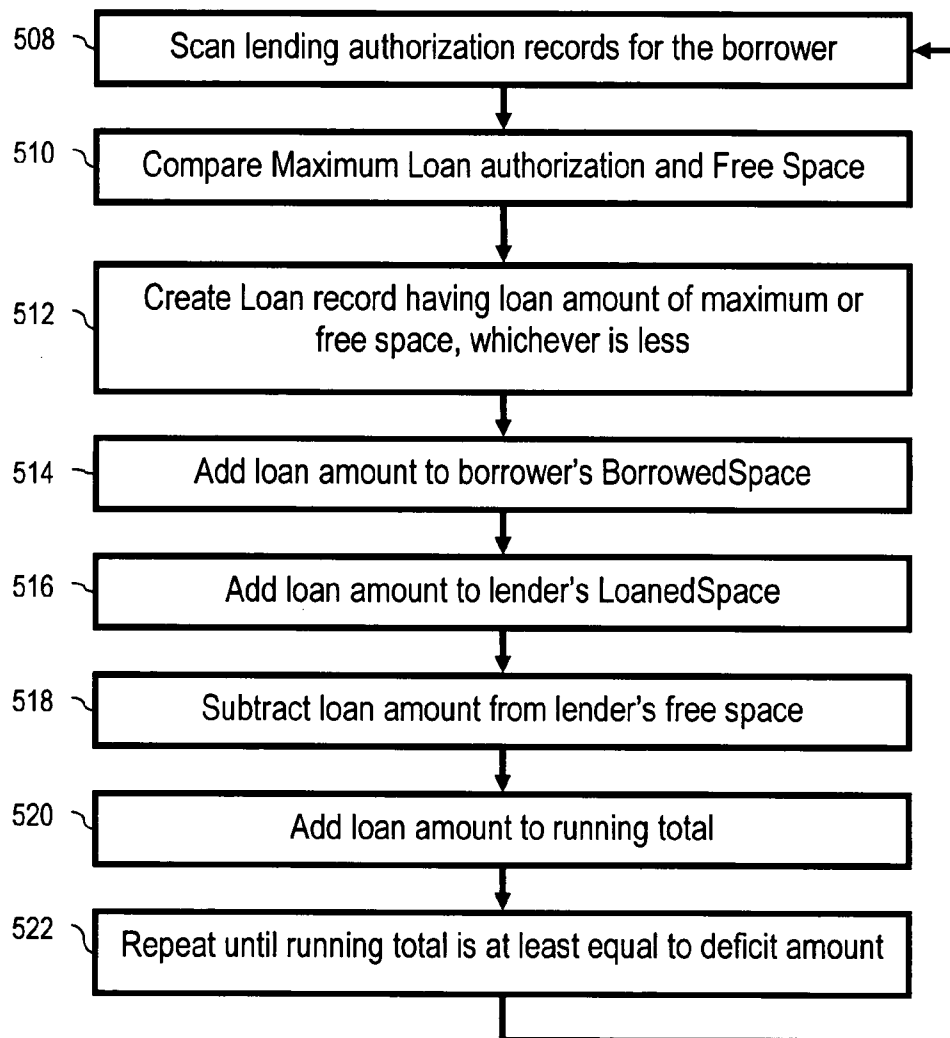 508
Scan lending authorization records for the borrower
510
Compare Maximum Loan authorization and Free Space
512
Create Loan record having loan amount of maximum or
free space, whichever is less
514
Add loan amount to borrower's BorrowedSpace
516
Add loan amount to lender's LoanedSpace
518
Subtract loan amount from lender's free space
520
Add loan amount to running total
522
Repeat until running total is at least equal to deficit amount